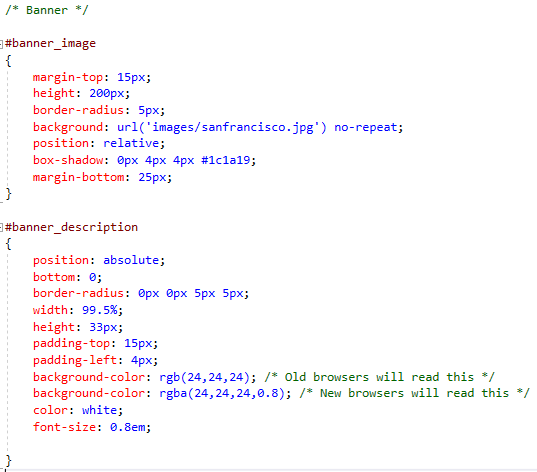 /* Banner */
#banner_image
{
margin-top: 15px;
height: 200px;
border-radius: 5px;
background: url('images/sanfrancisco.jpg') no-repeat;
position: relative;
box-shadow: 0px 4px 4px #1c1a19;
margin-bottom: 25px;
}
#banner_description
{
position: absolute;
bottom: 0;
border-radius: 0px 0px 5px 5px;
width: 99.5%;
height: 33px;
padding-top: 15px;
padding-left: 4px;
background-color: rgb(24,24,24); /* Old browsers will read this */
background-color: rgba(24,24,24,0.8); /* New browsers will read this */
color: white;
font-size: 0.8em;
}